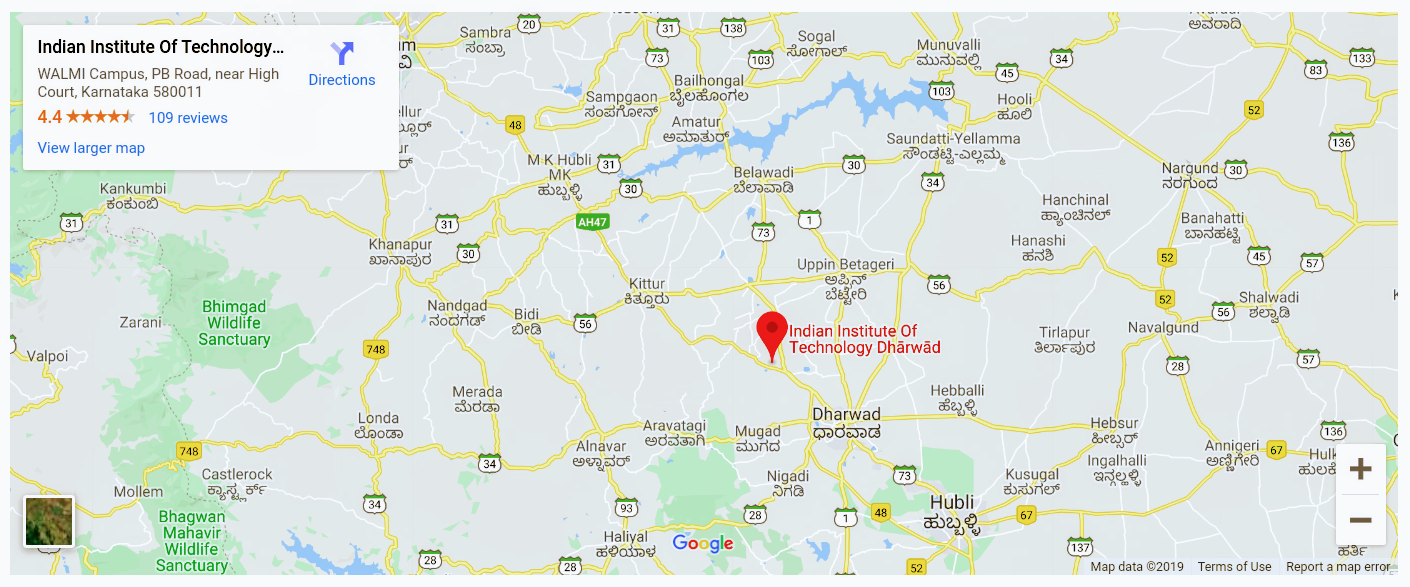 Indian Institute Of Technology...
WALMI Campus, PB Road, near High
Court, Karnataka 580011
4.4
109 reviews
View larger map
Directions
20
31
138
Sogal
ಸೋಗಾಲ್
Sambra
ಸಂಬ್ರಾ
73
103
Munuvalli
ಮುನುವಳ್ಳಿ
ಅವರಾದಿ
34
133
83
45
Bailhongal
ಬೈಲಹೊಂಗಲ
103
Hooli
ಹೂಲಿ
52
Sampgaon
ಸಂಪಗೋನ್
48
Amatur
ಅಮಾತುರ್
Saundatti-Yellamma
ಸೌಂಡಟ್ಟಿ-ಎಲ್ಲಮ್ಮ
136
M K Hubli
MK
ಹುಬ್ಬಳ್ಳಿ
31
30
Belawadi
ಬೆಲಾವಾಡಿ
30
34
Nargund
ನರಗುಂದ
30
Kankumbi
ಕಂಕುಂಬಿ
31
31
AH47
73
1
Hanchinal
ಹ್ಯಾಂಚಿನಲ್
Banahatti
ಬಾನಹಟ್ಟಿ
Khanapur
ಖಾನಾಪುರ
30
Hanashi
ಹನಶಿ
52
45
57
Uppin Betageri
ಅಪ್ಪಿನ್
ಬೆಟ್ಗೇರಿ
56
Kittur
ಕಿತ್ತೂರು
52
Shalwadi
ಶಲ್ವಾಡಿ
56
Nandgad
ನಂದಗಡ್
Bidi
ಬೀಡಿ
56
Bhimgad
Wildlife
Sanctuary
Zarani
Indian Institute Of
Technology Dhārwād
Tirlapur
ತಿರ್ಲಾಪುರ
Navalgund
748
Valpoi
28
57
Merada
ಮೆರಡಾ
Hebballi
ಹೆಬ್ಬಳ್ಳಿ
Londa
ಲೊಂಡಾ
Dharwad
ಧಾರವಾಡ
Aravatagi
ಅರವತಾಗಿ
Mugad
ಮುಗದ
Hebsur
ಹೀಬ್ಸರ್
136
748
34
Alnavar
ಅಳ್ನಾವರ್
Annigeri
ಅಣ್ಣಿಗೇರಿ
67
Castlerock
ಕ್ಯಾಸ್ಟ್ಲ್ರಾಕ್
Nigadi
ನಿಗಡಿ
73
Kusugal
ಕುಸುಗಲ್
Ingalhalli
ಇನ್ಗಲ್ಹಳ್ಳಿ
Mollem
34
93
28
1
48
Hubli
ಹುಬ್ಬಳ್ಳಿ
67
Bhagwan
Mahavir
Wildlife
Sanctuary
Haliyal
ಹಳಿಯಾಳ
Google
137
28
28
52
ಹರ್ತಿ
Map data ©2019
Terms of Use
Report a map error